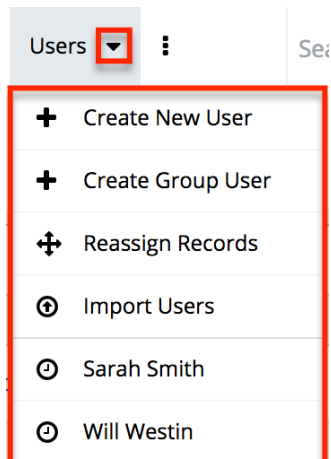 Users
Create New User
Create Group User
Reassign Records
Import Users
Sarah Smith
Will Westin